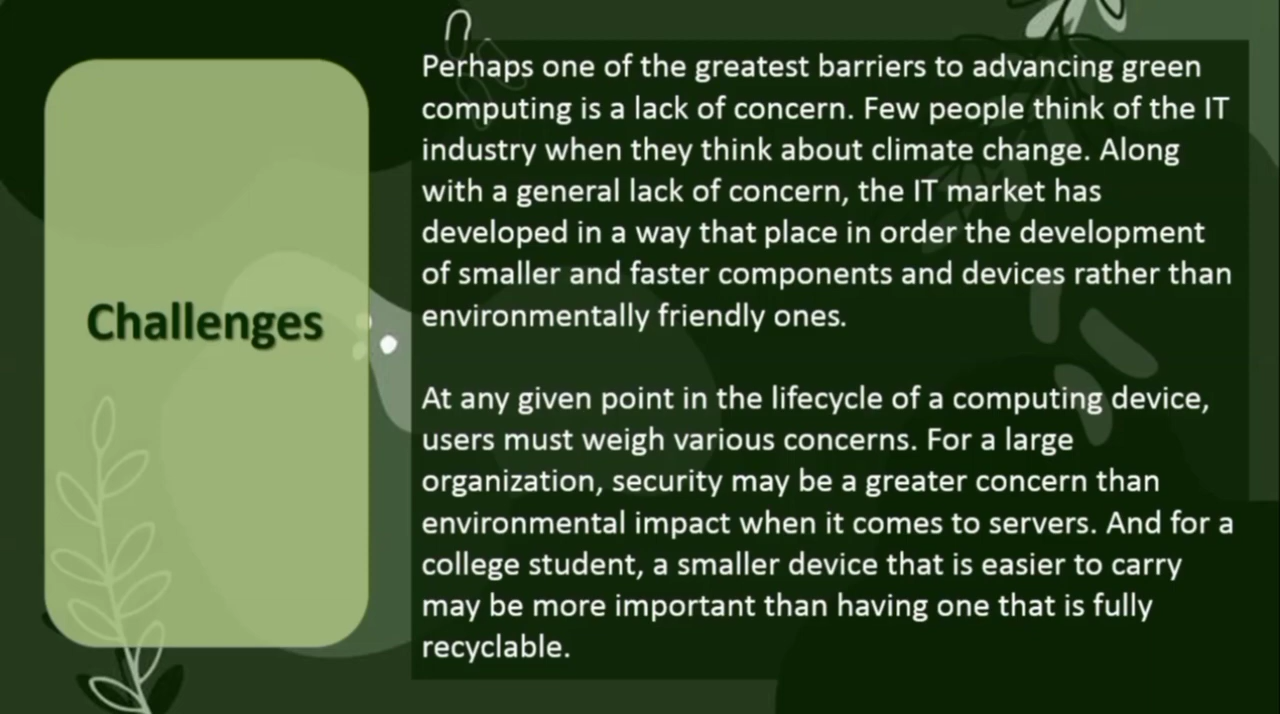 Challenges
Perhaps one of the greatest barriers to advancing green
computing is a lack of concern. Few people think of the IT
industry when they think about climate change. Along
with a general lack of concern, the IT market has
developed in a way that place in order the development
of smaller and faster components and devices rather than
environmentally friendly ones.
At any given point in the lifecycle of a computing device,
users must weigh various concerns. For a large
organization, security may be a greater concern than
environmental impact when it comes to servers. And for a
college student, a smaller device that is easier to carry
may be more important than having one that is fully
recyclable.